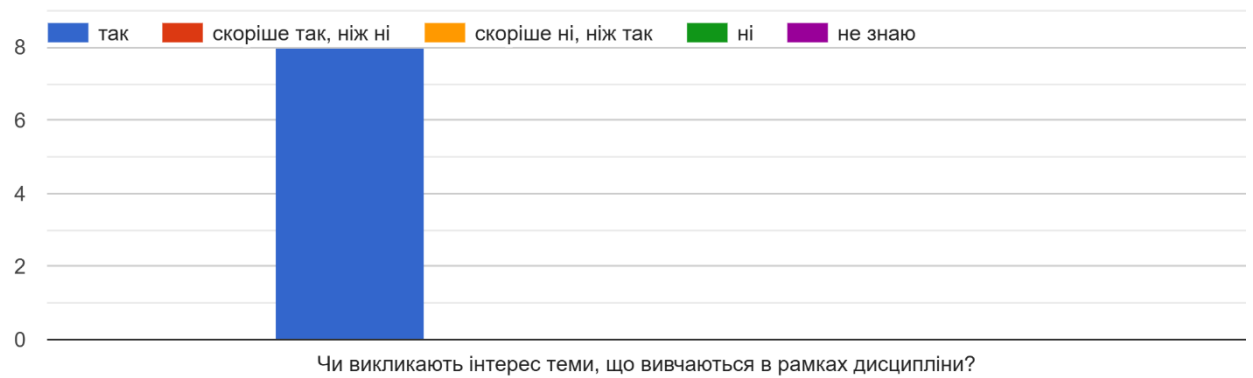 так скоріше так, ніж ні скоріше ні, ніж так ні не знаю
8
6
4
2
0
Чи викликають інтерес теми, що вивчаються в рамках дисципліни?